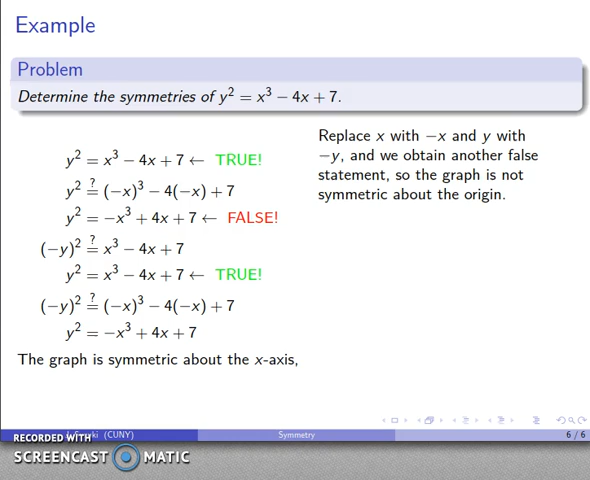 Example
Problem
Determine the symmetries of y² = x³ − 4x + 7.
y² = x³ − 4x + 7 ← TRUE!
y² ≟ (−x)³ − 4(−x) + 7
y² = −x³ + 4x + 7 ← FALSE!
(−y)² ≟ x³ − 4x + 7
y² = x³ − 4x + 7 ← TRUE!
(−y)² ≟ (−x)³ − 4(−x) + 7
y² = −x³ + 4x + 7
The graph is symmetric about the x-axis,
Replace x with −x and y with
−y, and we obtain another false
statement, so the graph is not
symmetric about the origin.
(CUNY)
Symmetry
6 / 6
RECORDED WITH
SCREENCAST MATIC